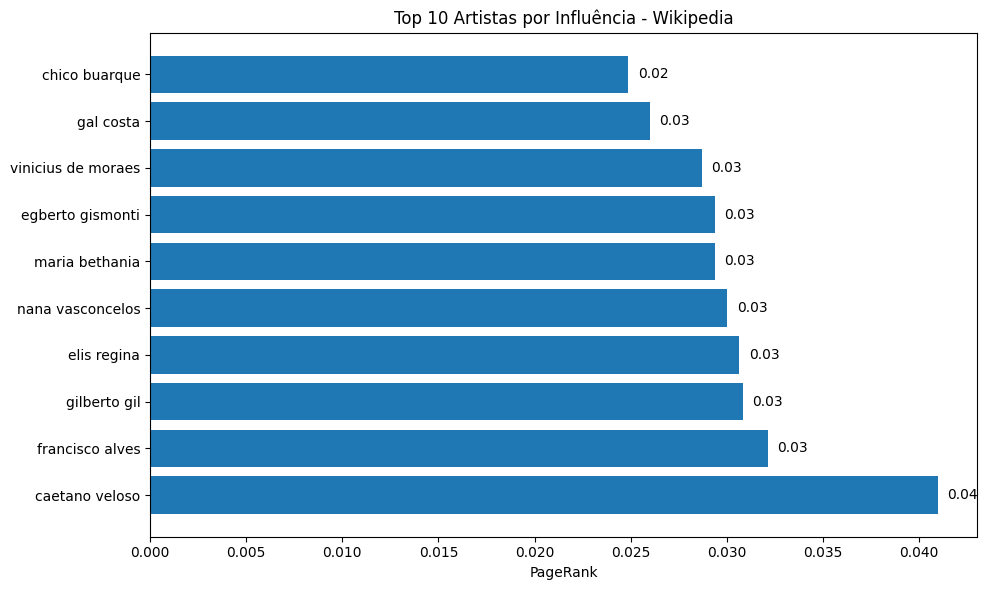 Top 10 Artistas por Influência - Wikipedia
chico buarque 0.02
gal costa 0.03
vinicius de moraes 0.03
egberto gismonti 0.03
maria bethania 0.03
nana vasconcelos 0.03
elis regina 0.03
gilberto gil 0.03
francisco alves 0.03
caetano veloso 0.04
0.000 0.005 0.010 0.015 0.020 0.025 0.030 0.035 0.040
PageRank